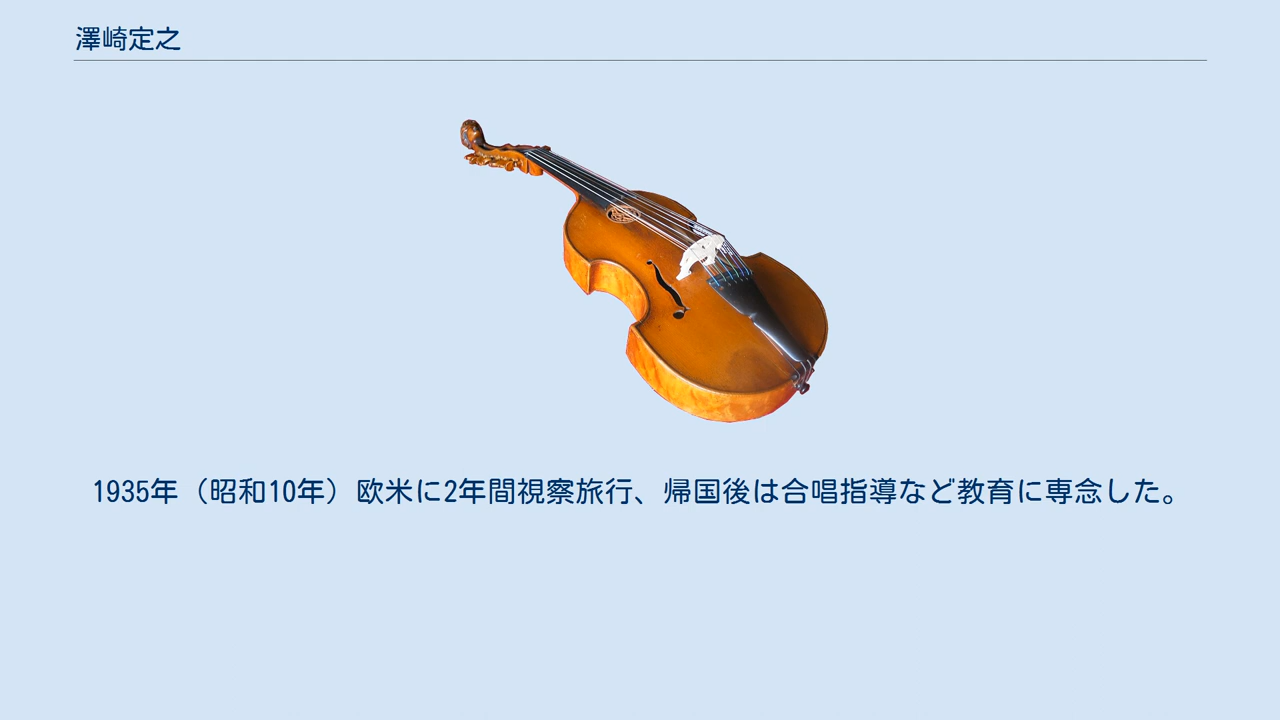 澤崎定之
1935年（昭和10年）欧米に2年間視察旅行、帰国後は合唱指導など教育に専念した。